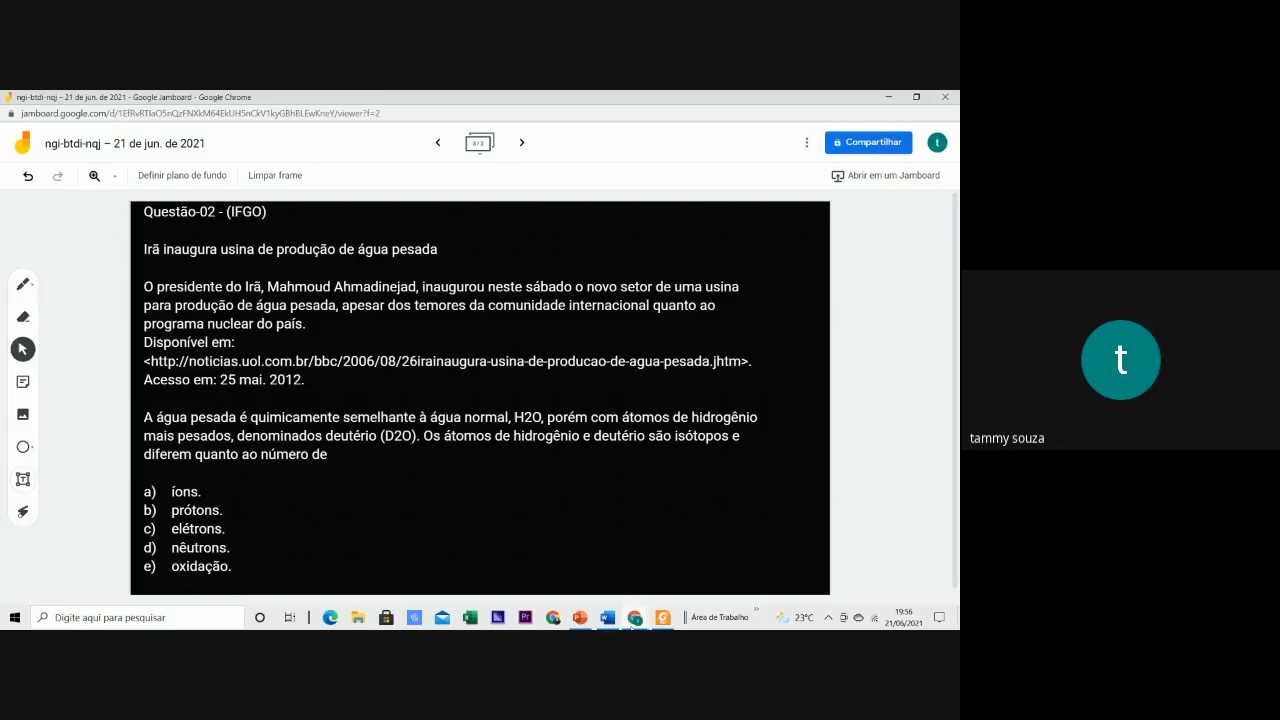 ngi-btdi-nqj – 21 de jun. de 2021 - Google Jamboard - Google Chrome
ngi-btdi-nqj – 21 de jun. de 2021
3/3
Compartilhar
t
Definir plano de fundo
Limpar frame
Abrir em um Jamboard
Questão-02 - (IFGO)
Irã inaugura usina de produção de água pesada
O presidente do Irã, Mahmoud Ahmadinejad, inaugurou neste sábado o novo setor de uma usina
para produção de água pesada, apesar dos temores da comunidade internacional quanto ao
programa nuclear do país.
Disponível em:
<http://noticias.uol.com.br/bbc/2006/08/26irainaugura-usina-de-producao-de-agua-pesada.jhtm>.
Acesso em: 25 mai. 2012.
A água pesada é quimicamente semelhante à água normal, H2O, porém com átomos de hidrogênio
mais pesados, denominados deutério (D2O). Os átomos de hidrogênio e deutério são isótopos e
diferem quanto ao número de
a) íons.
b) prótons.
c) elétrons.
d) nêutrons.
e) oxidação.
t
tammy souza
Digite aqui para pesquisar
Área de Trabalho
23°C
19:56
21/06/2021